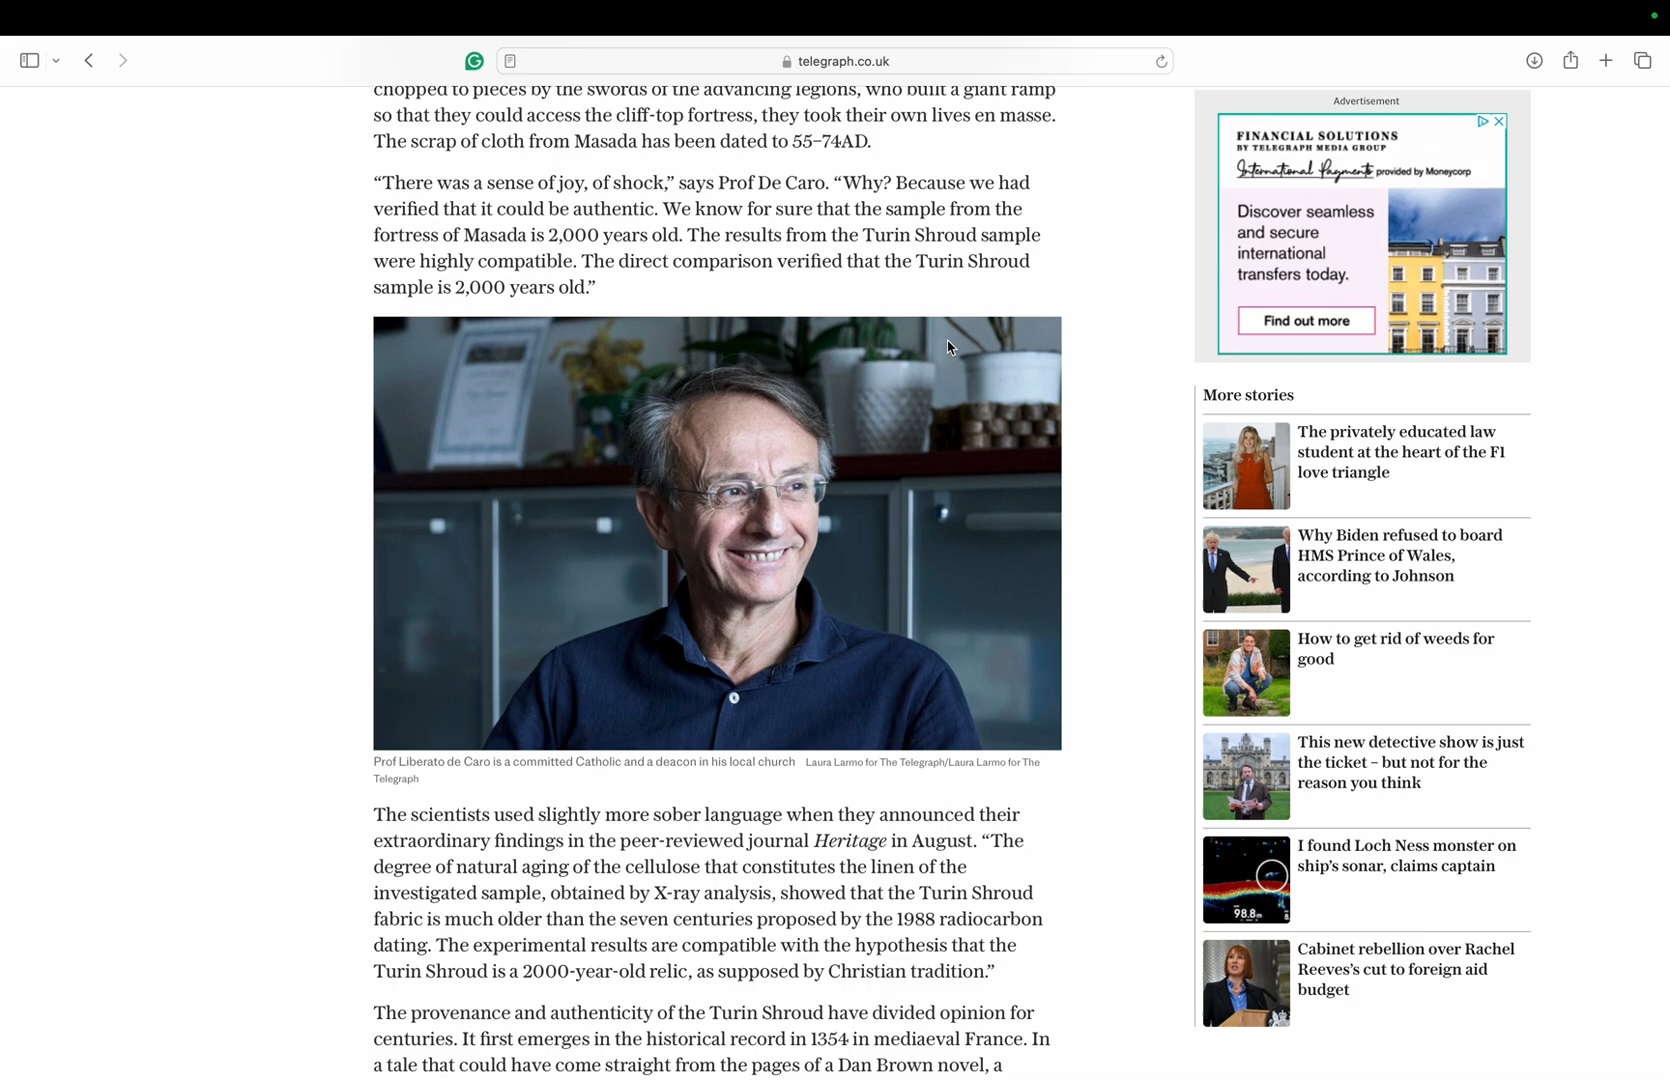 telegraph.co.uk
chopped to pieces by the swords of the advancing legions, who built a giant ramp
so that they could access the cliff-top fortress, they took their own lives en masse.
The scrap of cloth from Masada has been dated to 55–74AD.
“There was a sense of joy, of shock,” says Prof De Caro. “Why? Because we had
verified that it could be authentic. We know for sure that the sample from the
fortress of Masada is 2,000 years old. The results from the Turin Shroud sample
were highly compatible. The direct comparison verified that the Turin Shroud
sample is 2,000 years old.”
Prof Liberato de Caro is a committed Catholic and a deacon in his local church Laura Larmo for The Telegraph/Laura Larmo for The
Telegraph
The scientists used slightly more sober language when they announced their
extraordinary findings in the peer-reviewed journal Heritage in August. “The
degree of natural aging of the cellulose that constitutes the linen of the
investigated sample, obtained by X-ray analysis, showed that the Turin Shroud
fabric is much older than the seven centuries proposed by the 1988 radiocarbon
dating. The experimental results are compatible with the hypothesis that the
Turin Shroud is a 2000-year-old relic, as supposed by Christian tradition.”
The provenance and authenticity of the Turin Shroud have divided opinion for
centuries. It first emerges in the historical record in 1354 in mediaeval France. In
a tale that could have come straight from the pages of a Dan Brown novel, a
Advertisement
FINANCIAL SOLUTIONS
BY TELEGRAPH MEDIA GROUP
International Payments provided by Moneycorp
Discover seamless
and secure
international
transfers today.
Find out more
More stories
The privately educated law
student at the heart of the F1
love triangle
Why Biden refused to board
HMS Prince of Wales,
according to Johnson
How to get rid of weeds for
good
This new detective show is just
the ticket – but not for the
reason you think
I found Loch Ness monster on
ship’s sonar, claims captain
98.8m
Cabinet rebellion over Rachel
Reeves’s cut to foreign aid
budget